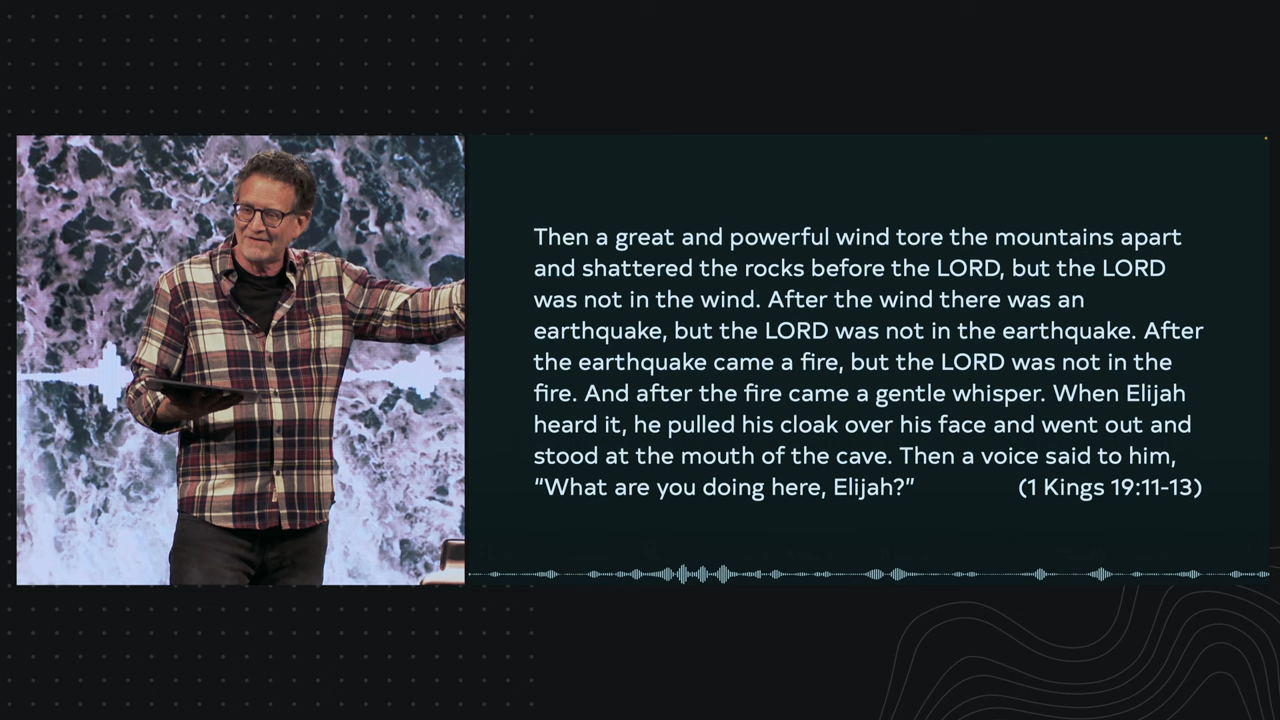 Then a great and powerful wind tore the mountains apart
and shattered the rocks before the LORD, but the LORD
was not in the wind. After the wind there was an
earthquake, but the LORD was not in the earthquake. After
the earthquake came a fire, but the LORD was not in the
fire. And after the fire came a gentle whisper. When Elijah
heard it, he pulled his cloak over his face and went out and
stood at the mouth of the cave. Then a voice said to him,
“What are you doing here, Elijah?” (1 Kings 19:11-13)